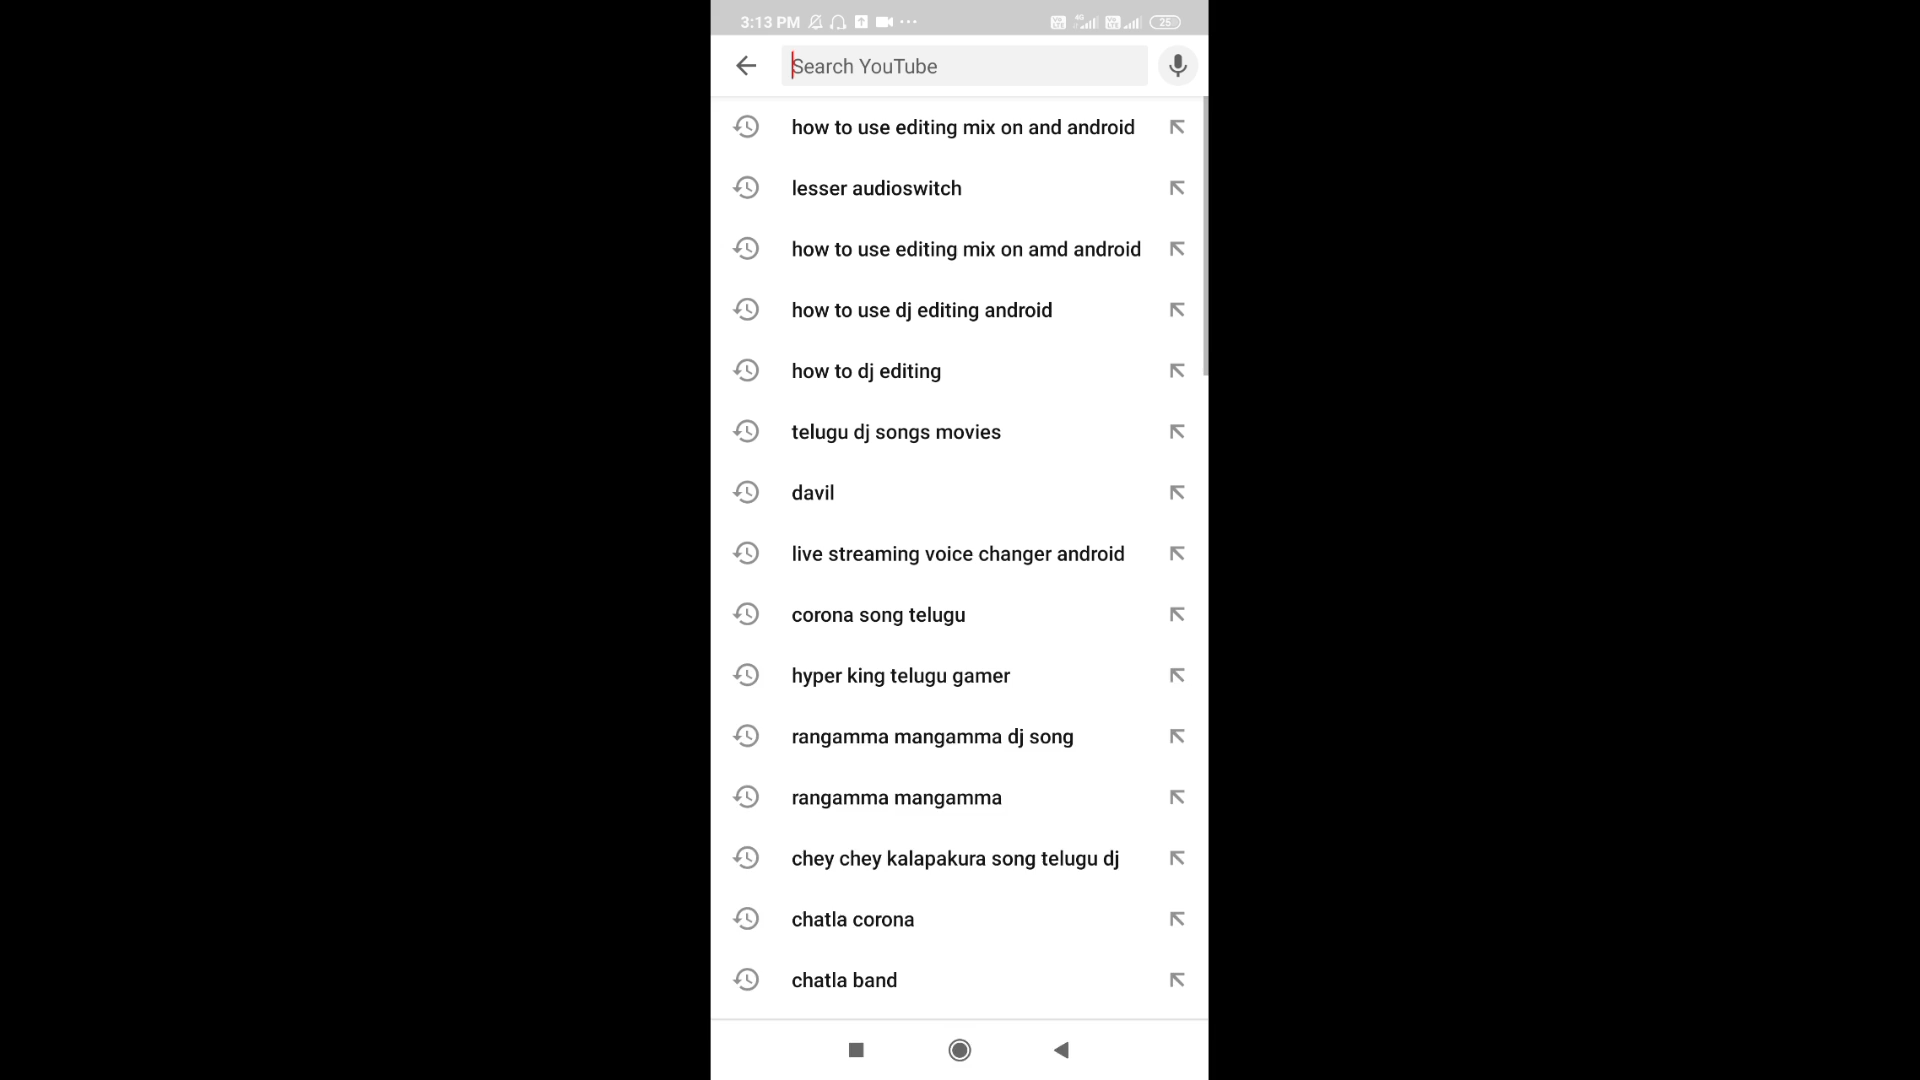 3:13 PM
25
Search YouTube
how to use editing mix on and android
lesser audioswitch
how to use editing mix on amd android
how to use dj editing android
how to dj editing
telugu dj songs movies
davil
live streaming voice changer android
corona song telugu
hyper king telugu gamer
rangamma mangamma dj song
rangamma mangamma
chey chey kalapakura song telugu dj
chatla corona
chatla band